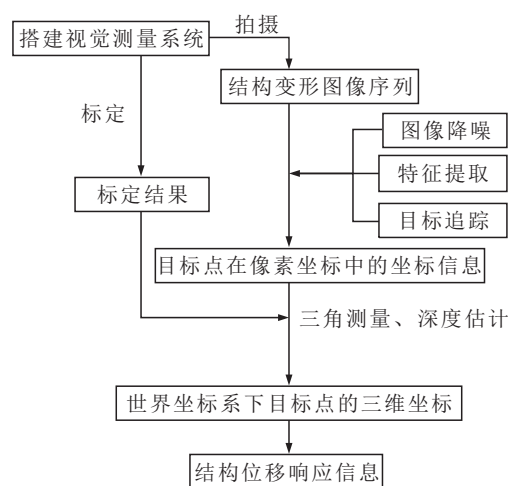 搭建视觉测量系统
拍摄
结构变形图像序列
标定
图像降噪
特征提取
目标追踪
标定结果
目标点在像素坐标中的坐标信息
三角测量、深度估计
世界坐标系下目标点的三维坐标
结构位移响应信息